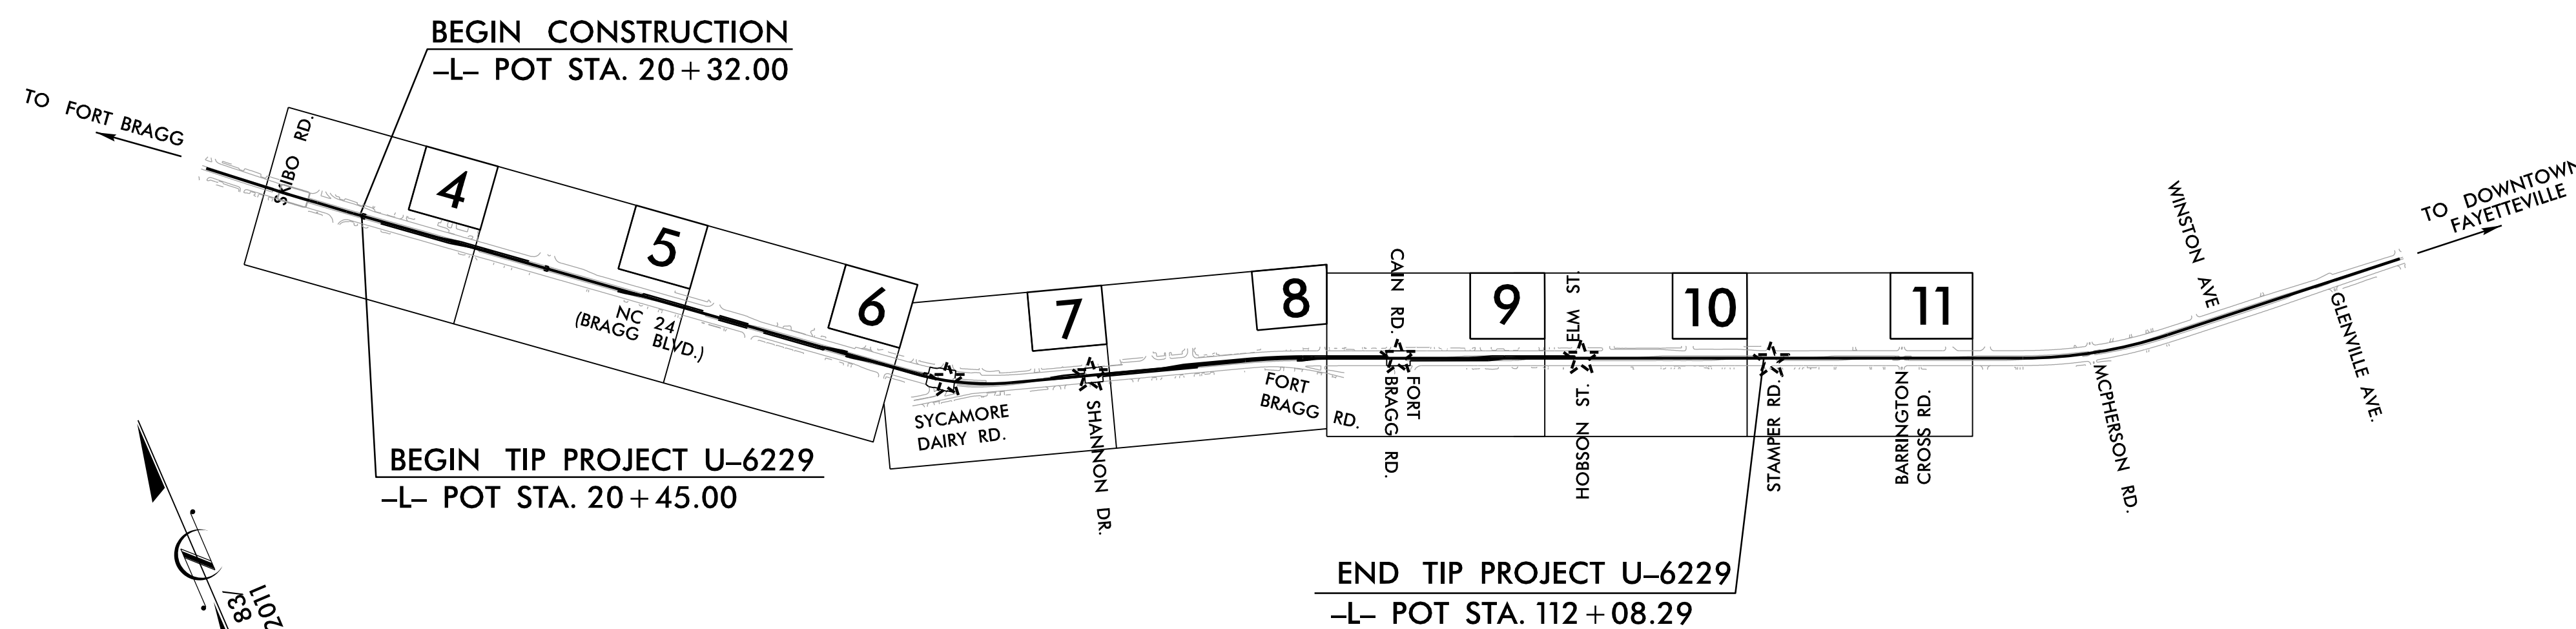 BEGIN CONSTRUCTION
–L– POT STA. 20+32.00
TO FORT BRAGG
SKIBO RD.
4
5
6
7
8
9
10
11
NC 24
(BRAGG BLVD.)
SYCAMORE
DAIRY RD.
SHANNON DR.
FORT
BRAGG RD.
CAIN RD.
FORT
BRAGG RD.
ELM ST.
HOBSON ST.
STAMPER RD.
BARRINGTON
CROSS RD.
MCPHERSON RD.
WINSTON AVE
GLENVILLE AVE.
TO DOWNTOWN
FAYETTEVILLE
BEGIN TIP PROJECT U–6229
–L– POT STA. 20+45.00
END TIP PROJECT U–6229
–L– POT STA. 112+08.29
83/
2011